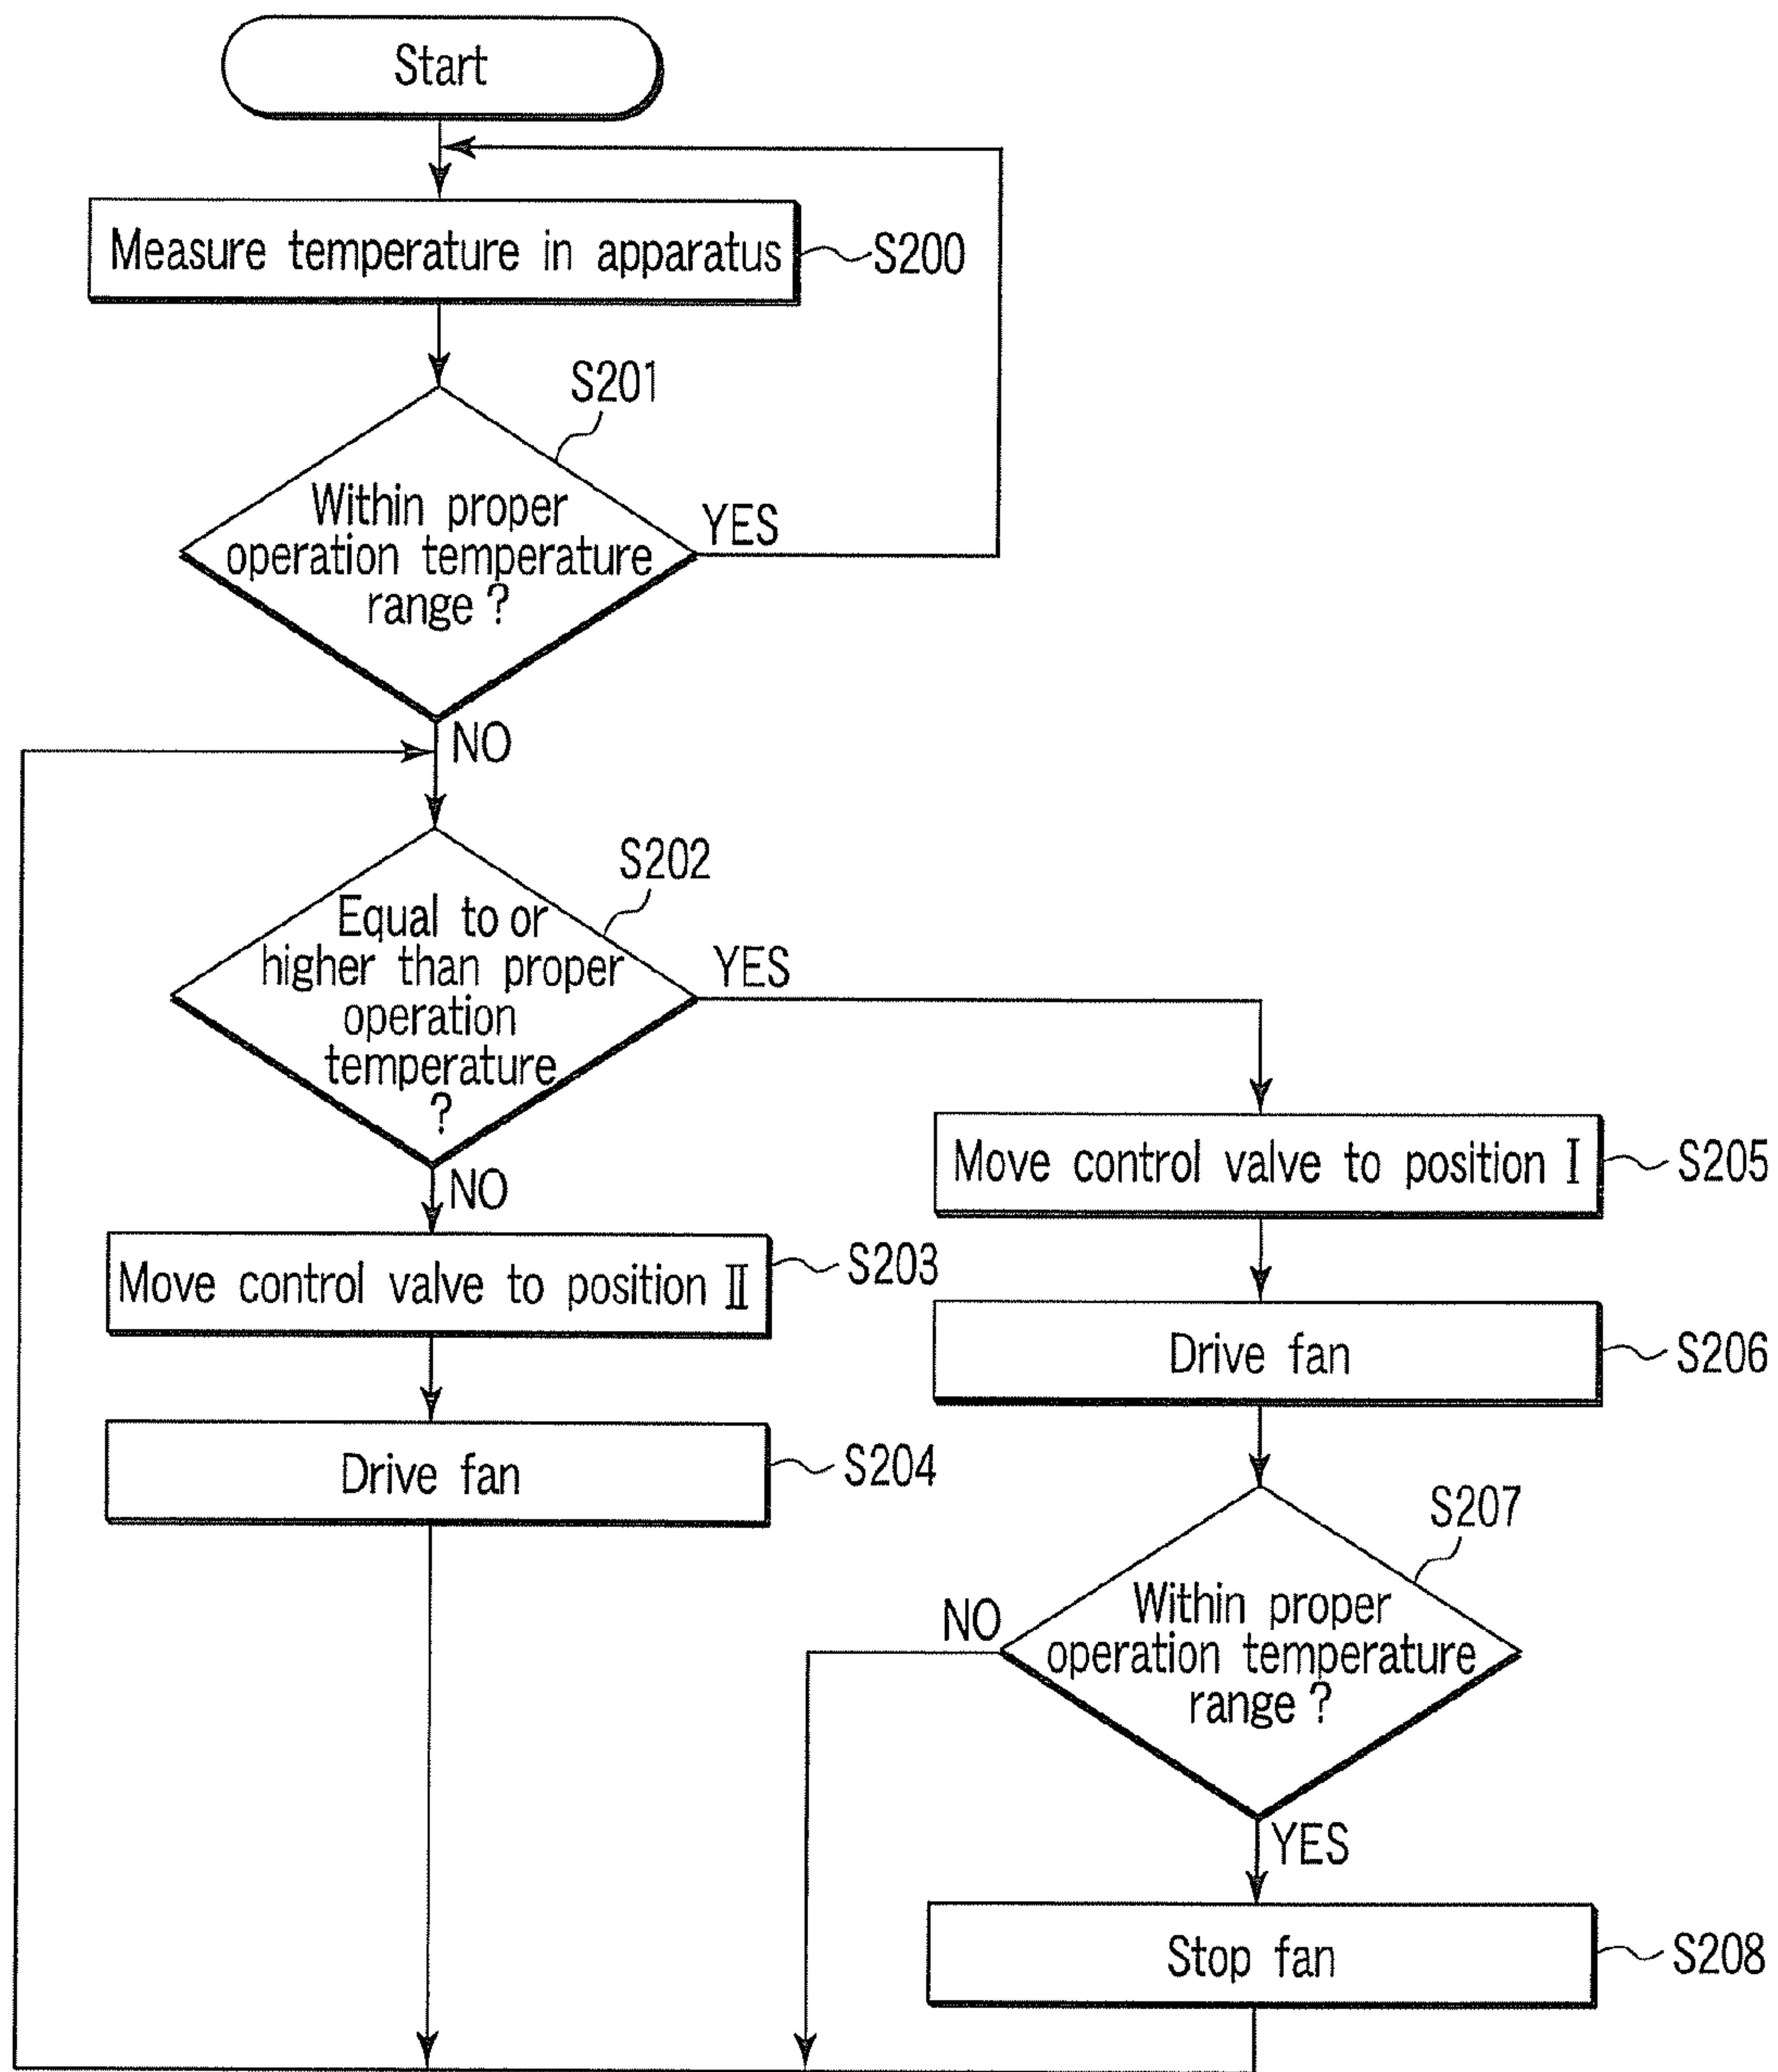 Start
Measure temperature in apparatus
S200
S201
Within proper
operation temperature
range ?
YES
NO
S202
Equal to or
higher than proper
operation
temperature
?
YES
NO
Move control valve to position II
S203
Drive fan
S204
Move control valve to position I
S205
Drive fan
S206
S207
Within proper
operation temperature
range ?
NO
YES
Stop fan
S208